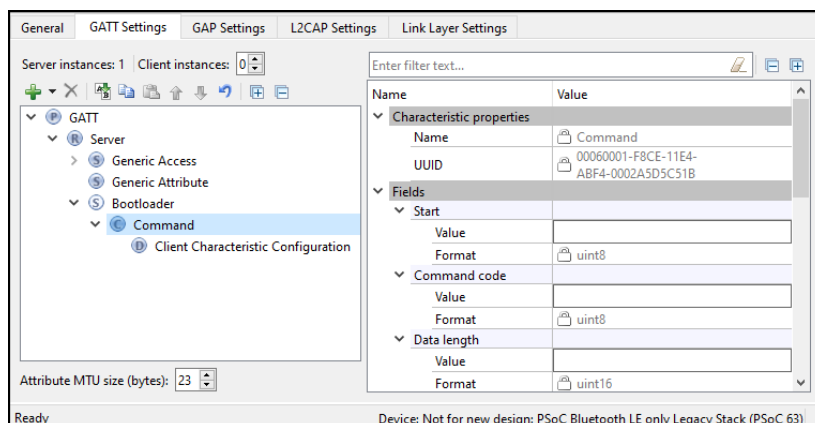 General GATT Settings GAP Settings L2CAP Settings Link Layer Settings
Server instances: 1 Client instances: 0
P GATT
R Server
S Generic Access
S Generic Attribute
S Bootloader
C Command
D Client Characteristic Configuration
Attribute MTU size (bytes): 23
Enter filter text...
Name Value
Characteristic properties
Name Command
UUID 00060001-F8CE-11E4-
ABF4-0002A5D5C51B
Fields
Start
Value
Format uint8
Command code
Value
Format uint8
Data length
Value
Format uint16
Ready Device: Not for new design: PSoC Bluetooth LE only Legacy Stack (PSoC 63)